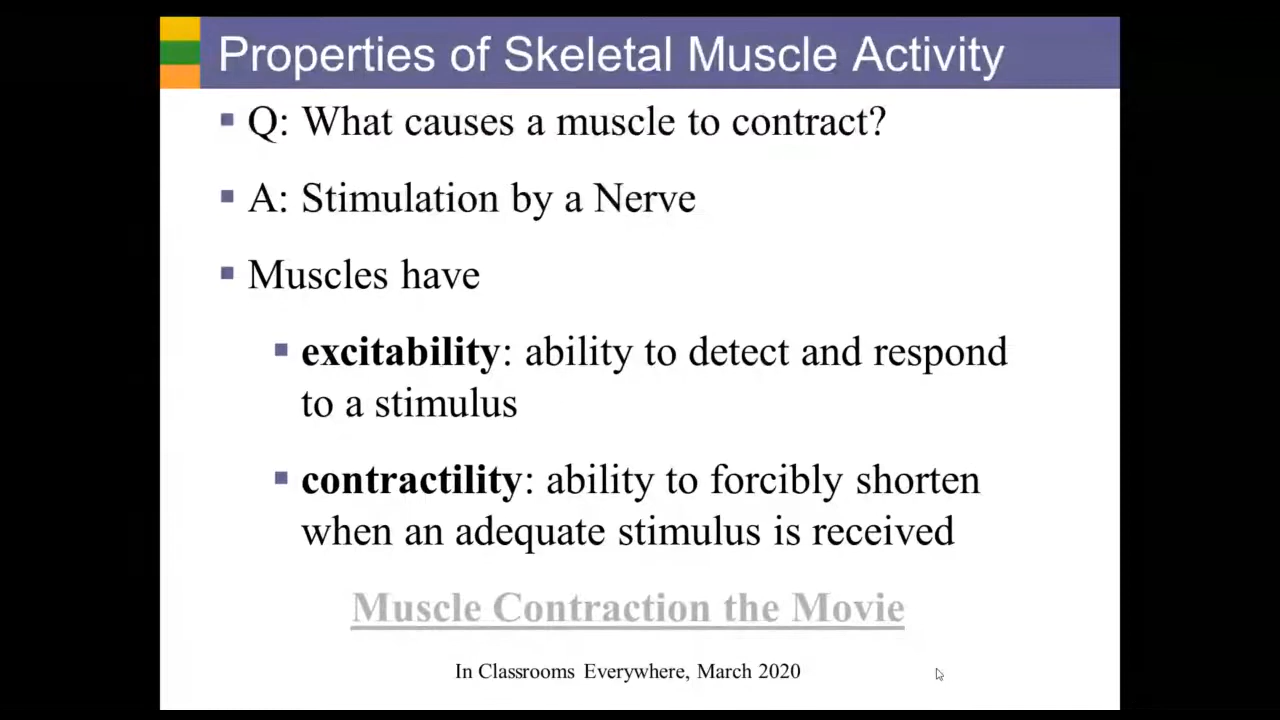 Properties of Skeletal Muscle Activity
Q: What causes a muscle to contract?
A: Stimulation by a Nerve
Muscles have
excitability: ability to detect and respond
to a stimulus
contractility: ability to forcibly shorten
when an adequate stimulus is received
Muscle Contraction the Movie
In Classrooms Everywhere, March 2020